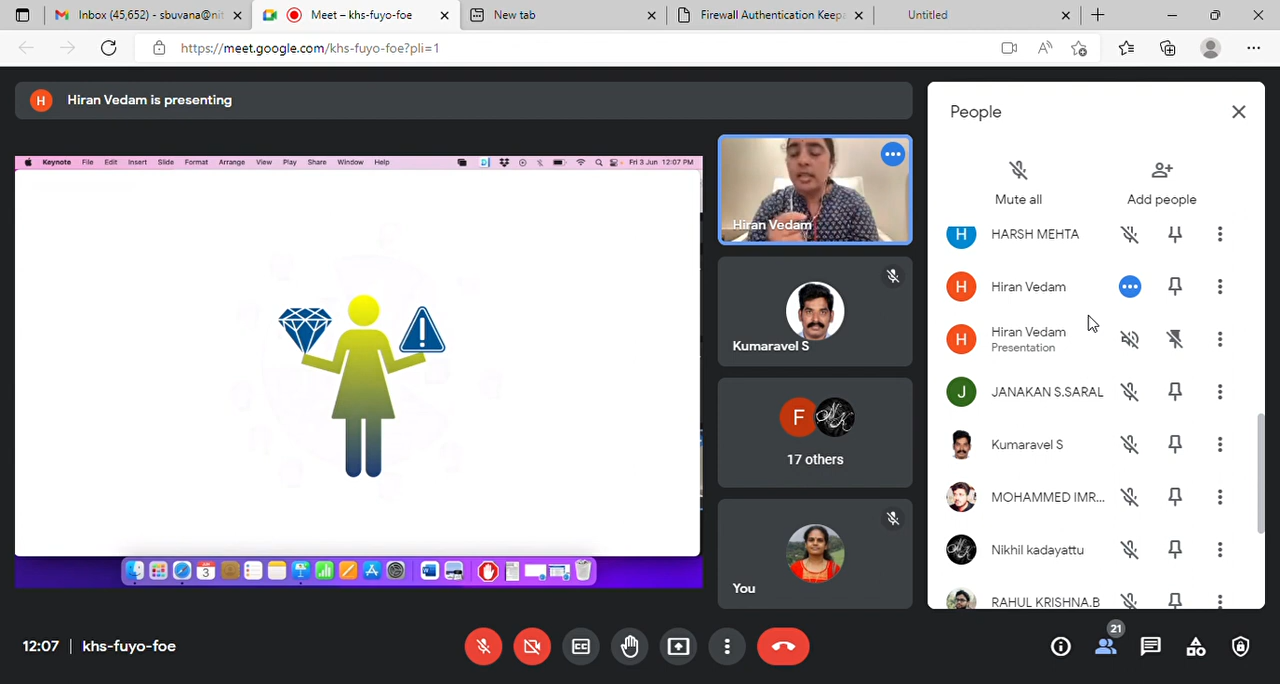 Inbox (45,652) - sbuvana@nit
Meet – khs-fuyo-foe
New tab
Firewall Authentication Keepa
Untitled
https://meet.google.com/khs-fuyo-foe?pli=1
H
Hiran Vedam is presenting
People
Keynote File Edit Insert Slide Format Arrange View Play Share Window Help
Fri 3 Jun 12:07 PM
Hiran Vedam
Kumaravel S
F
17 others
You
Mute all
Add people
H HARSH MEHTA
H Hiran Vedam
H Hiran Vedam
Presentation
J JANAKAN S.SARAL
Kumaravel S
MOHAMMED IMR...
Nikhil kadayattu
RAHUL KRISHNA.B
12:07 | khs-fuyo-foe
21